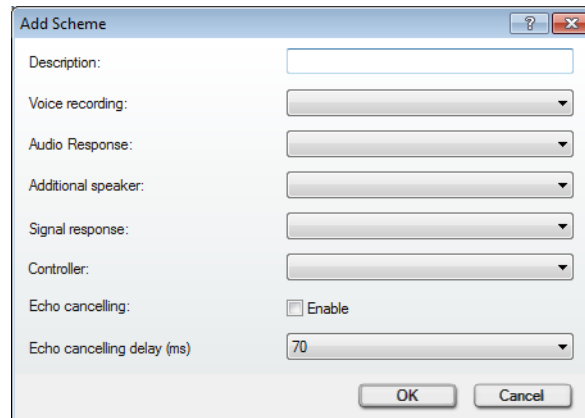 Add Scheme
Description:
Voice recording:
Audio Response:
Additional speaker:
Signal response:
Controller:
Echo cancelling: Enable
Echo cancelling delay (ms) 70
OK Cancel